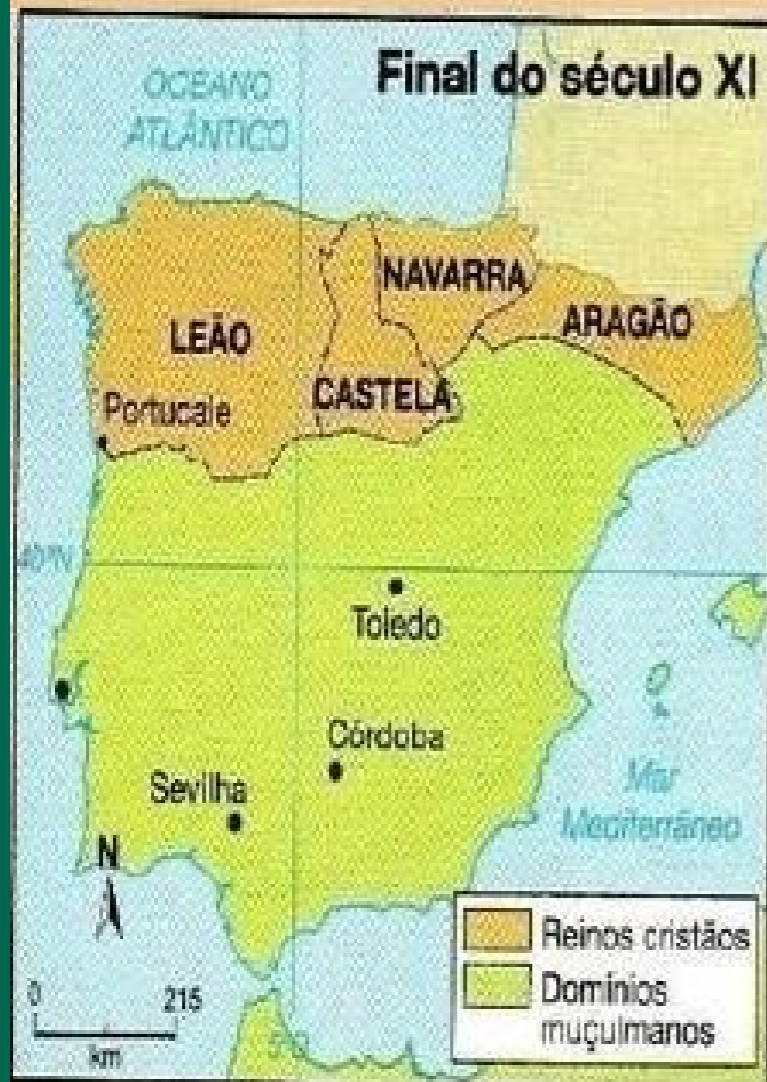 Final do século XI
OCEANO
ATLÂNTICO
NAVARRA
LEÃO
ARAGÃO
CASTELA
Portucale
40°N
Toledo
Córdoba
Sevilha
Mar
Mediterrâneo
N
0 215
km
Reinos cristãos
Domínios
muçulmanos